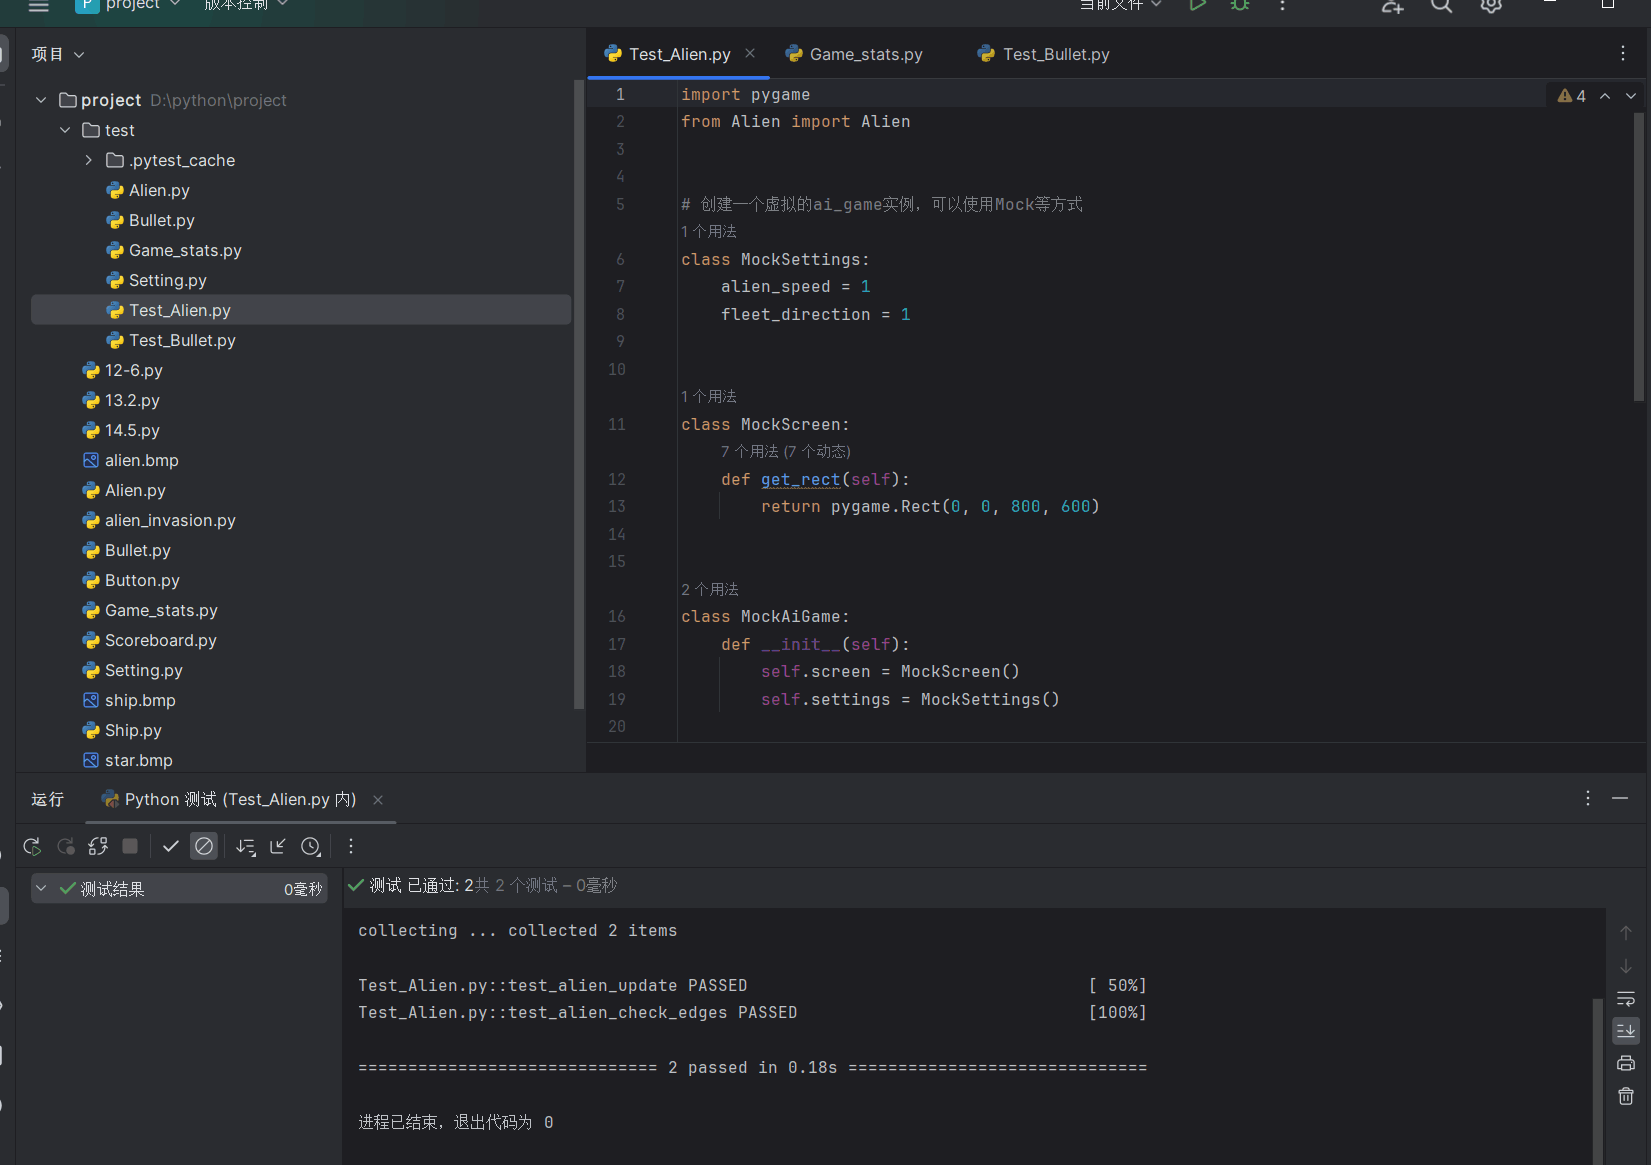 P project 版本控制 当前文件
项目
Test_Alien.py Game_stats.py Test_Bullet.py
project D:\python\project
test
.pytest_cache
Alien.py
Bullet.py
Game_stats.py
Setting.py
Test_Alien.py
Test_Bullet.py
12-6.py
13.2.py
14.5.py
alien.bmp
Alien.py
alien_invasion.py
Bullet.py
Button.py
Game_stats.py
Scoreboard.py
Setting.py
ship.bmp
Ship.py
star.bmp
4
1 import pygame
2 from Alien import Alien
3
4
5 # 创建一个虚拟的ai_game实例，可以使用Mock等方式
1 个用法
6 class MockSettings:
7 alien_speed = 1
8 fleet_direction = 1
9
10
1 个用法
11 class MockScreen:
7 个用法 (7 个动态)
12 def get_rect(self):
13 return pygame.Rect(0, 0, 800, 600)
14
15
2 个用法
16 class MockAiGame:
17 def __init__(self):
18 self.screen = MockScreen()
19 self.settings = MockSettings()
20
运行 Python 测试 (Test_Alien.py 内)
测试结果 0毫秒
测试 已通过: 2共 2 个测试 – 0毫秒
collecting ... collected 2 items
Test_Alien.py::test_alien_update PASSED [ 50%]
Test_Alien.py::test_alien_check_edges PASSED [100%]
============================== 2 passed in 0.18s ==============================
进程已结束，退出代码为 0